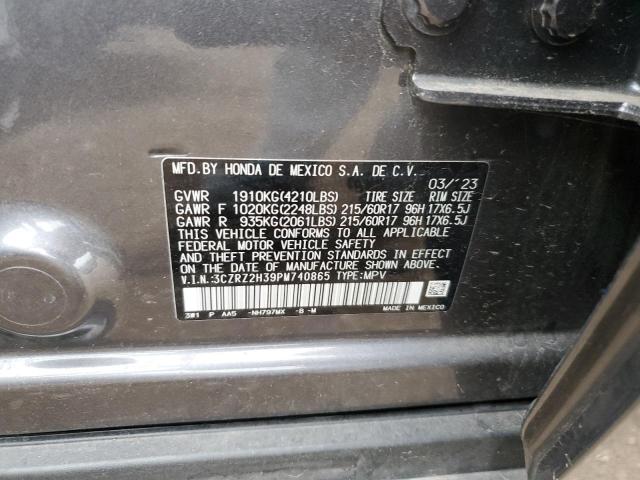 MFD. BY HONDA DE MEXICO S.A. DE C.V.
03/'23
GVWR 1910KG(4210LBS) TIRE SIZE RIM SIZE
GAWR F 1020KG(2248LBS) 215/60R17 96H 17X6.5J
GAWR R 935KG(2061LBS) 215/60R17 96H 17X6.5J
THIS VEHICLE CONFORMS TO ALL APPLICABLE
FEDERAL MOTOR VEHICLE SAFETY
AND THEFT PREVENTION STANDARDS IN EFFECT
ON THE DATE OF MANUFACTURE SHOWN ABOVE.
V.I.N.:3CZRZ2H39PM740865 TYPE:MPV
3W1 P AA5 -NH797MX -B -M MADE IN MEXICO